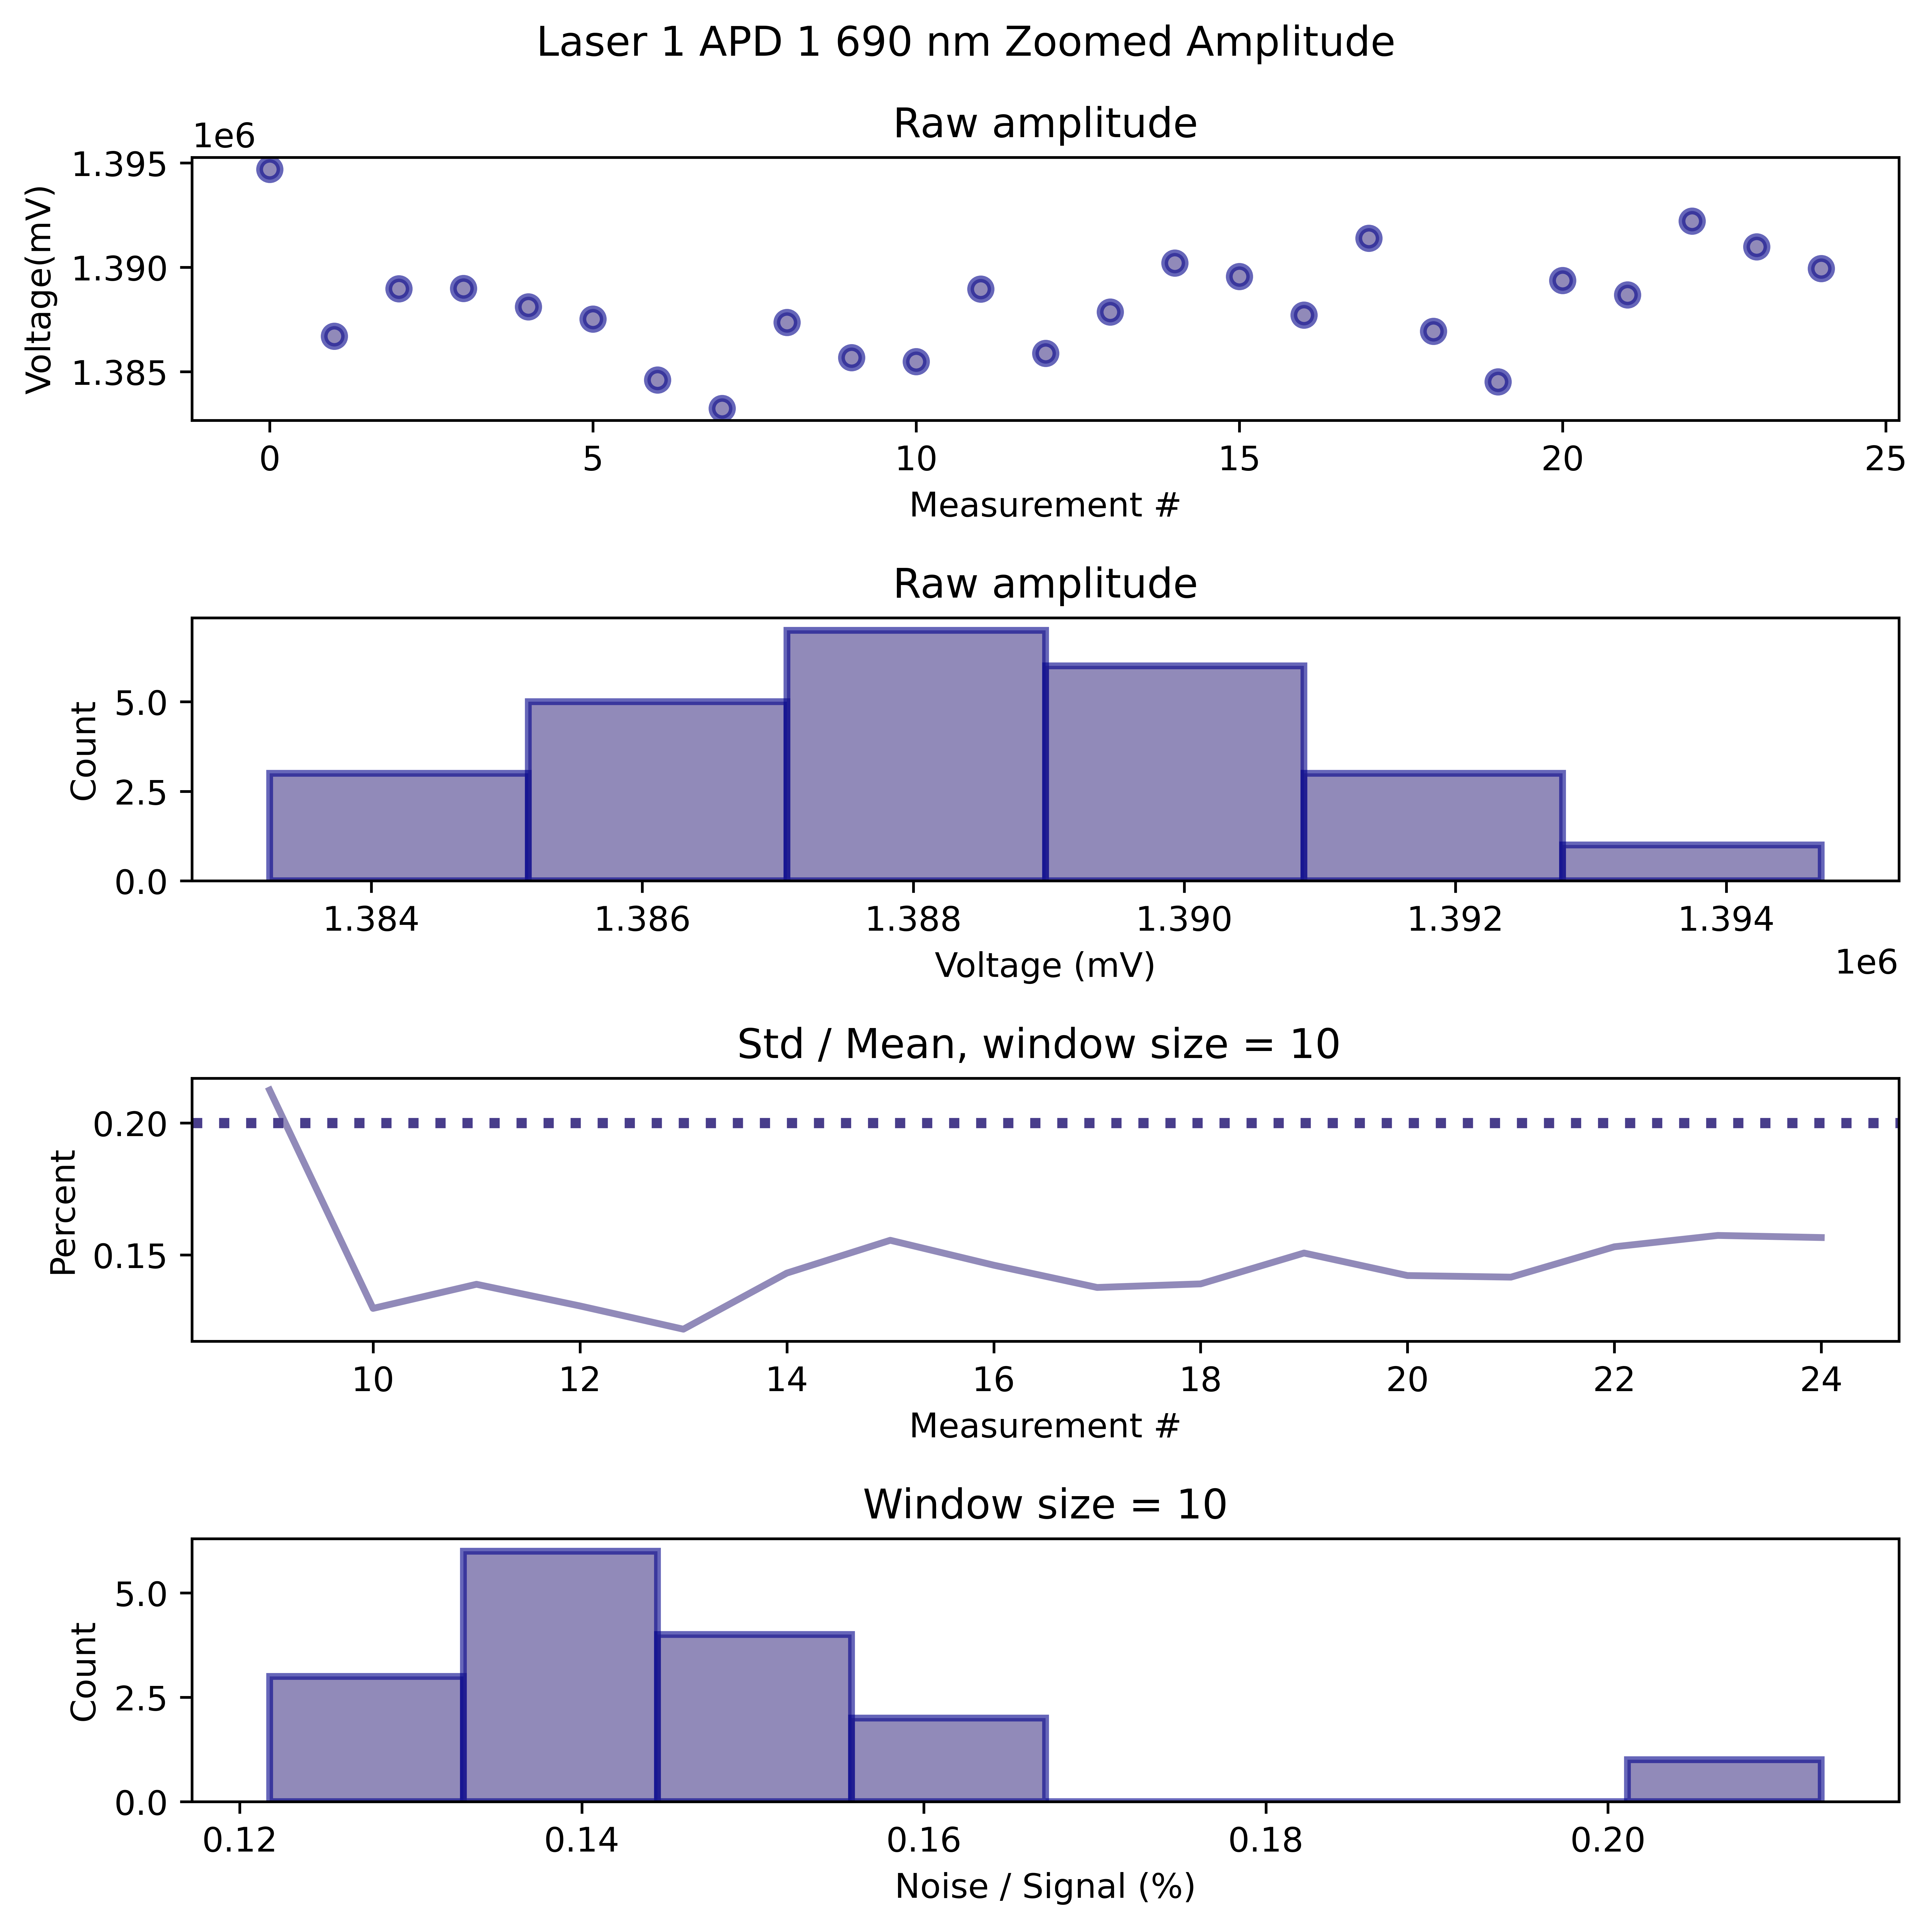 Laser 1 APD 1 690 nm Zoomed Amplitude
Raw amplitude
1e6
1.395
1.390
1.385
Voltage(mV)
0 5 10 15 20 25
Measurement #
Raw amplitude
5.0
2.5
0.0
Count
1.384 1.386 1.388 1.390 1.392 1.394
1e6
Voltage (mV)
Std / Mean, window size = 10
0.20
0.15
Percent
10 12 14 16 18 20 22 24
Measurement #
Window size = 10
5.0
2.5
0.0
Count
0.12 0.14 0.16 0.18 0.20
Noise / Signal (%)